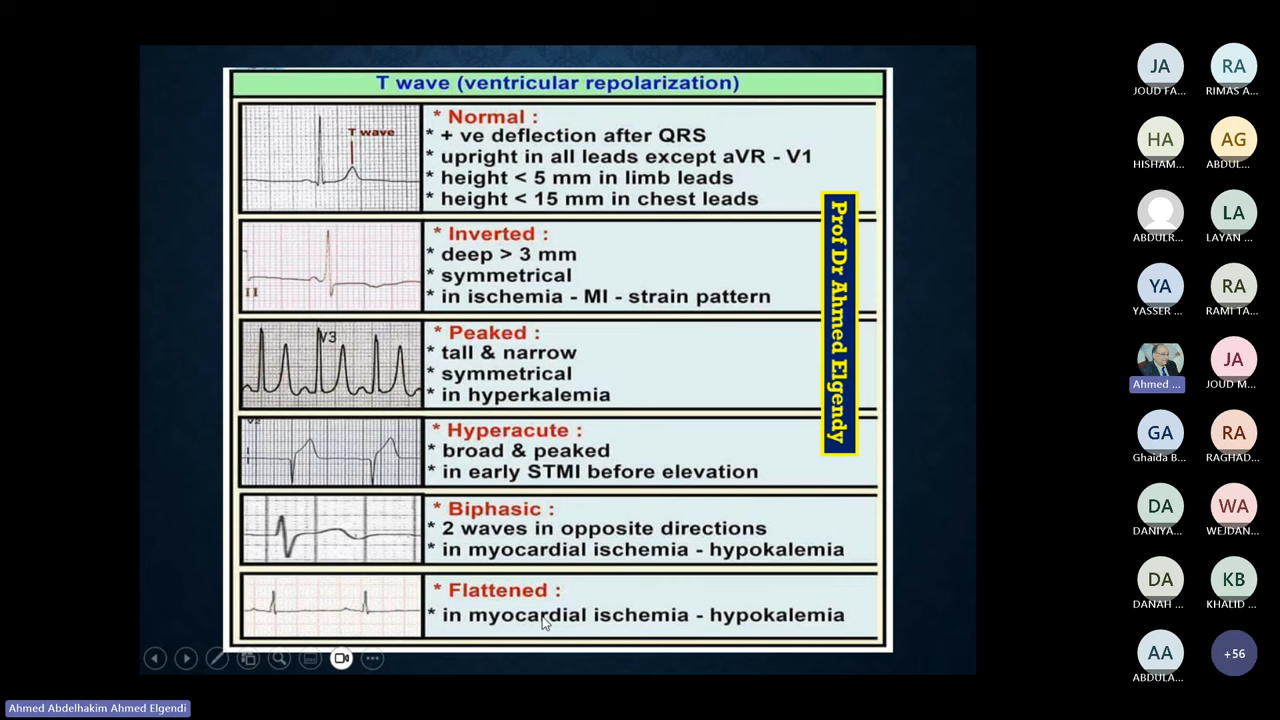 T wave (ventricular repolarization)
T wave
* Normal :
* + ve deflection after QRS
* upright in all leads except aVR - V1
* height < 5 mm in limb leads
* height < 15 mm in chest leads
II
* Inverted :
* deep > 3 mm
* symmetrical
* in ischemia - MI - strain pattern
V3
* Peaked :
* tall & narrow
* symmetrical
* in hyperkalemia
V2
* Hyperacute :
* broad & peaked
* in early STMI before elevation
* Biphasic :
* 2 waves in opposite directions
* in myocardial ischemia - hypokalemia
* Flattened :
* in myocardial ischemia - hypokalemia
Prof Dr Ahmed Elgendy
JA
JOUD FA...
RA
RIMAS A...
HA
HISHAM...
AG
ABDUL...
ABDULR...
LA
LAYAN ...
YA
YASSER ...
RA
RAMI TA...
Ahmed ...
JA
JOUD M...
GA
Ghaida B...
RA
RAGHAD...
DA
DANIYA...
WA
WEJDAN...
DA
DANAH ...
KB
KHALID ...
AA
ABDULA...
+56
Ahmed Abdelhakim Ahmed Elgendi